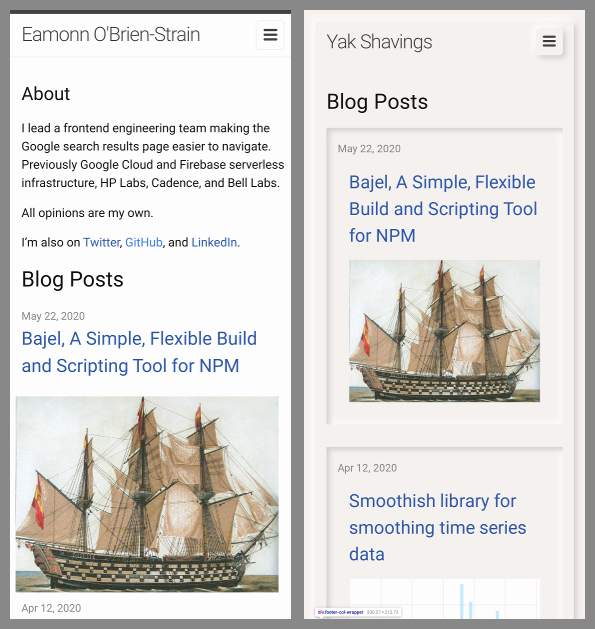 Eamonn O'Brien-Strain
About
I lead a frontend engineering team making the
Google search results page easier to navigate.
Previously Google Cloud and Firebase serverless
infrastructure, HP Labs, Cadence, and Bell Labs.
All opinions are my own.
I'm also on Twitter, GitHub, and LinkedIn.
Blog Posts
May 22, 2020
Bajel, A Simple, Flexible Build
and Scripting Tool for NPM
Apr 12, 2020
Yak Shavings
Blog Posts
May 22, 2020
Bajel, A Simple, Flexible
Build and Scripting Tool
for NPM
Apr 12, 2020
Smoothish library for
smoothing time series
data
div.footer-col-wrapper